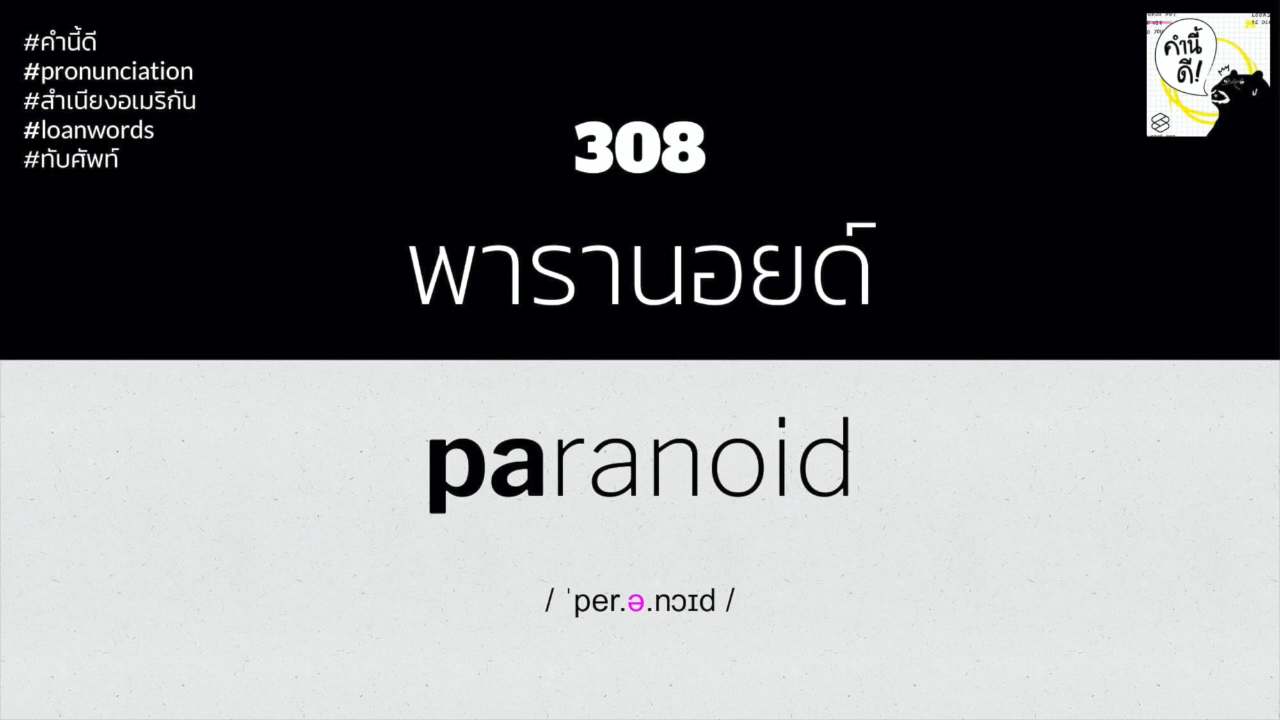 #คำนี้ดี
#pronunciation
#สำเนียงอเมริกัน
#loanwords
#ทับศัพท์
คำนี้
ดี!
308
พารานอยด์
paranoid
/ ˈper.ə.nɔɪd /